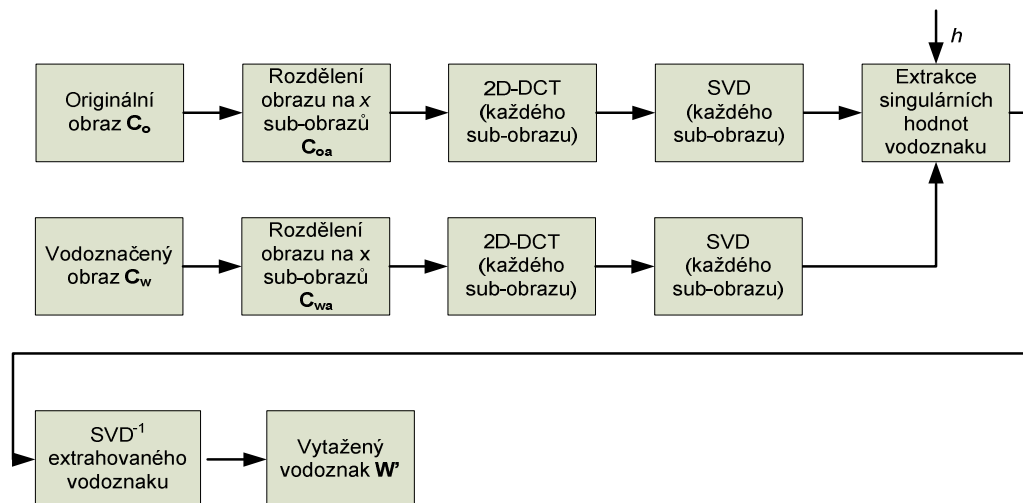 h
Originální
obraz Co
Rozdělení
obrazu na x
sub-obrazů
Coa
2D-DCT
(každého
sub-obrazu)
SVD
(každého
sub-obrazu)
Extrakce
singulárních
hodnot
vodoznaku
Vodoznačený
obraz Cw
Rozdělení
obrazu na x
sub-obrazů
Cwa
2D-DCT
(každého
sub-obrazu)
SVD
(každého
sub-obrazu)
SVD-1
extrahovaného
vodoznaku
Vytažený
vodoznak W'